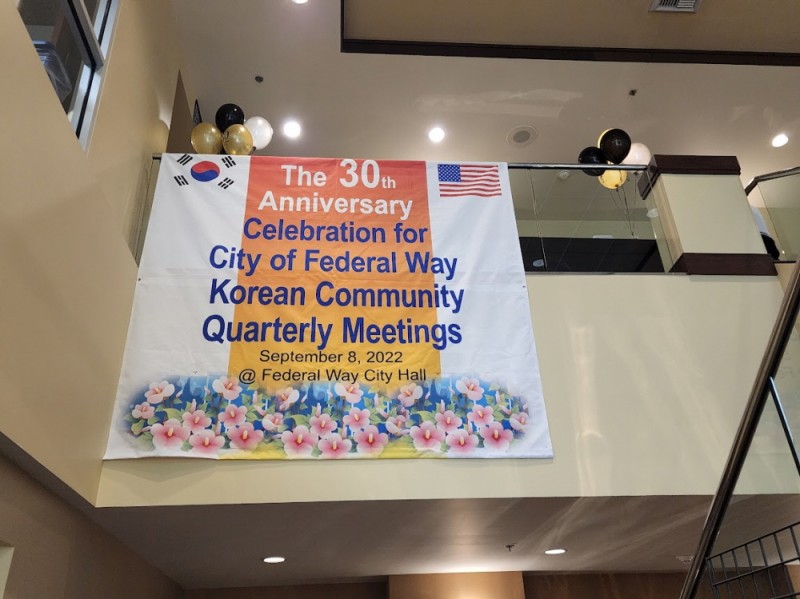 The 30th
Anniversary
Celebration for
City of Federal Way
Korean Community
Quarterly Meetings
September 8, 2022
@ Federal Way City Hall